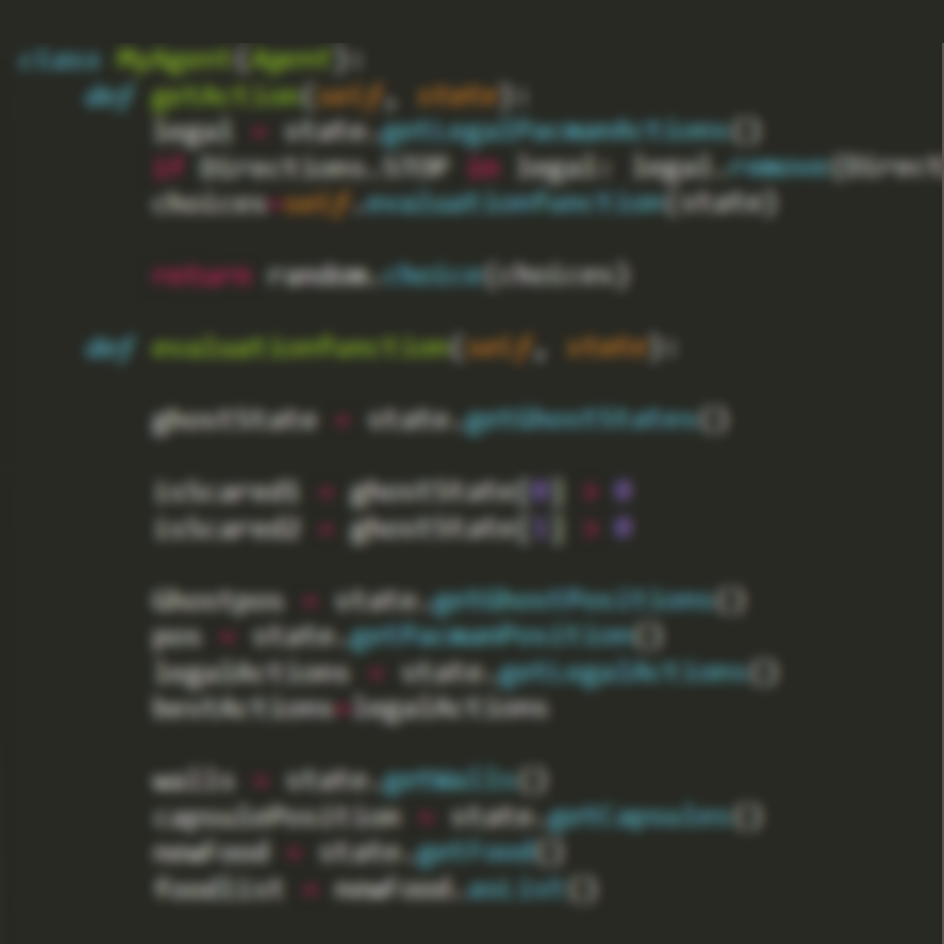 class MyAgent(Agent):
def getAction(self, state):
legal = state.getLegalPacmanActions()
if Directions.STOP in legal: legal.remove(Direct
choices=self.evaluationfunction(state)
return random.choice(choices)
def evaluationfunction(self, state):
ghostState = state.getGhostStates()
isScared1 = ghostState[0] > 0
isScared2 = ghostState[1] > 0
Ghostpos = state.getGhostPositions()
pos = state.getPacmanPosition()
legalActions = state.getLegalActions()
bestActions=legalActions
walls = state.getWalls()
capsulePosition = state.getCapsules()
newFood = state.getFood()
foodlist = newFood.asList()